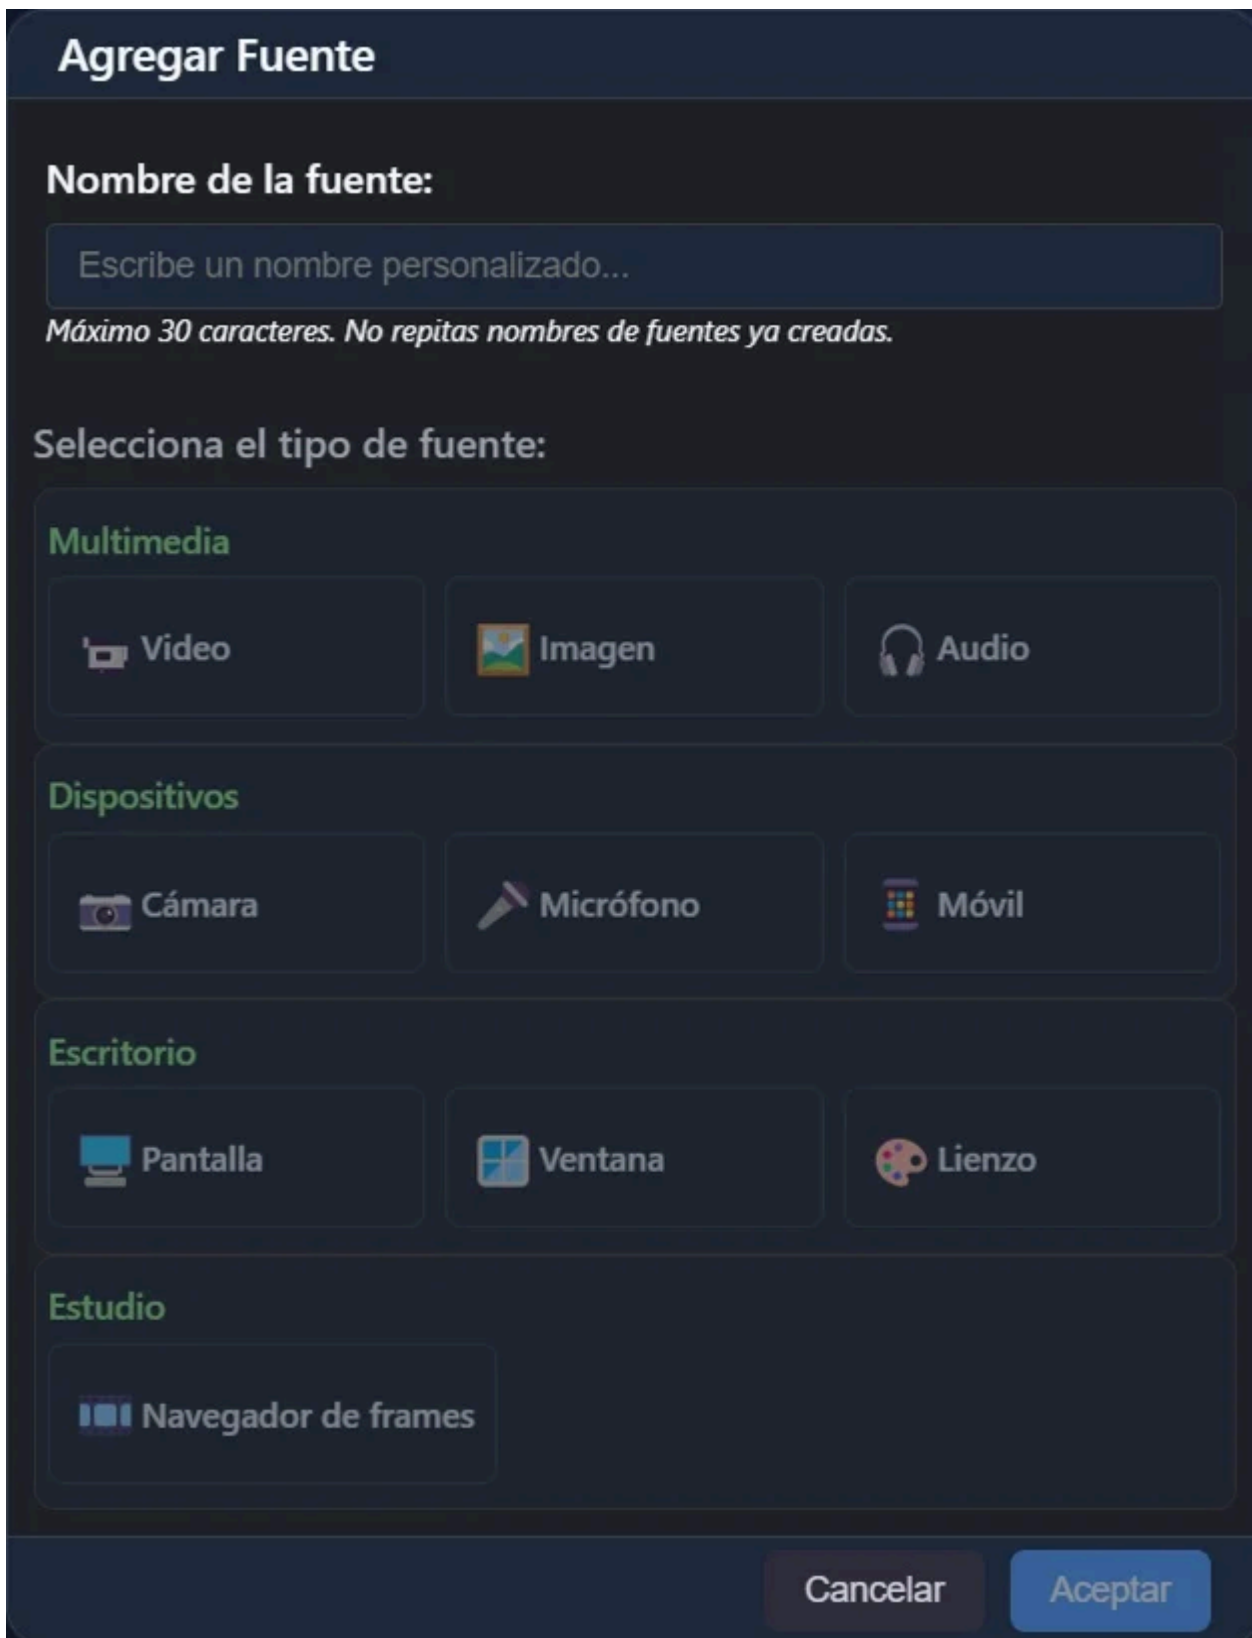 Agregar Fuente
Nombre de la fuente:
Escribe un nombre personalizado...
Máximo 30 caracteres. No repitas nombres de fuentes ya creadas.
Selecciona el tipo de fuente:
Multimedia
Video
Imagen
Audio
Dispositivos
Cámara
Micrófono
Móvil
Escritorio
Pantalla
Ventana
Lienzo
Estudio
Navegador de frames
Cancelar
Aceptar